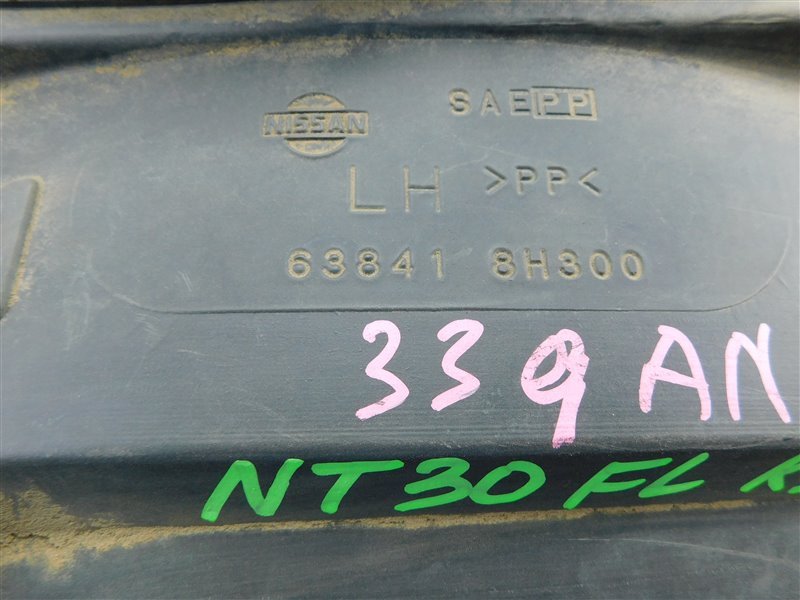 NISSAN
SAE PP
LH >PP<
63841 8H300
339 AN
NT30 FL